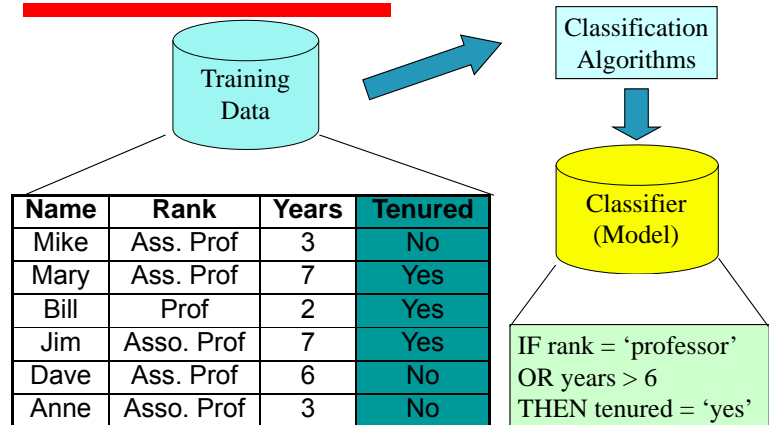 Training
Data
Classification
Algorithms
Classifier
(Model)
Name Rank Years Tenured
Mike Ass. Prof 3 No
Mary Ass. Prof 7 Yes
Bill Prof 2 Yes
Jim Asso. Prof 7 Yes
Dave Ass. Prof 6 No
Anne Asso. Prof 3 No
IF rank = ‘professor’
OR years > 6
THEN tenured = ‘yes’